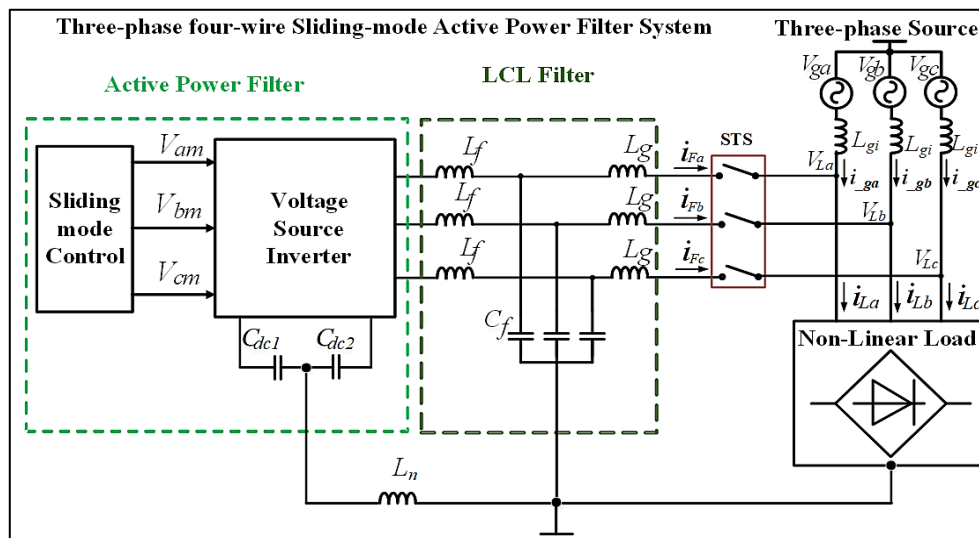 Three-phase four-wire Sliding-mode Active Power Filter System
Three-phase Source
Active Power Filter
LCL Filter
Vga
Vgb
Vgc
Lgi
Lgi
Lgi
Sliding
mode
Control
Vam
Vbm
Vcm
Voltage
Source
Inverter
Lf
Lf
Lf
Lg
Lg
Lg
iFa
iFb
iFc
STS
VLa
VLb
VLc
i_ga
i_gb
i_gc
iLa
iLb
Cdc1
Cdc2
Cf
Non-Linear Load
Ln